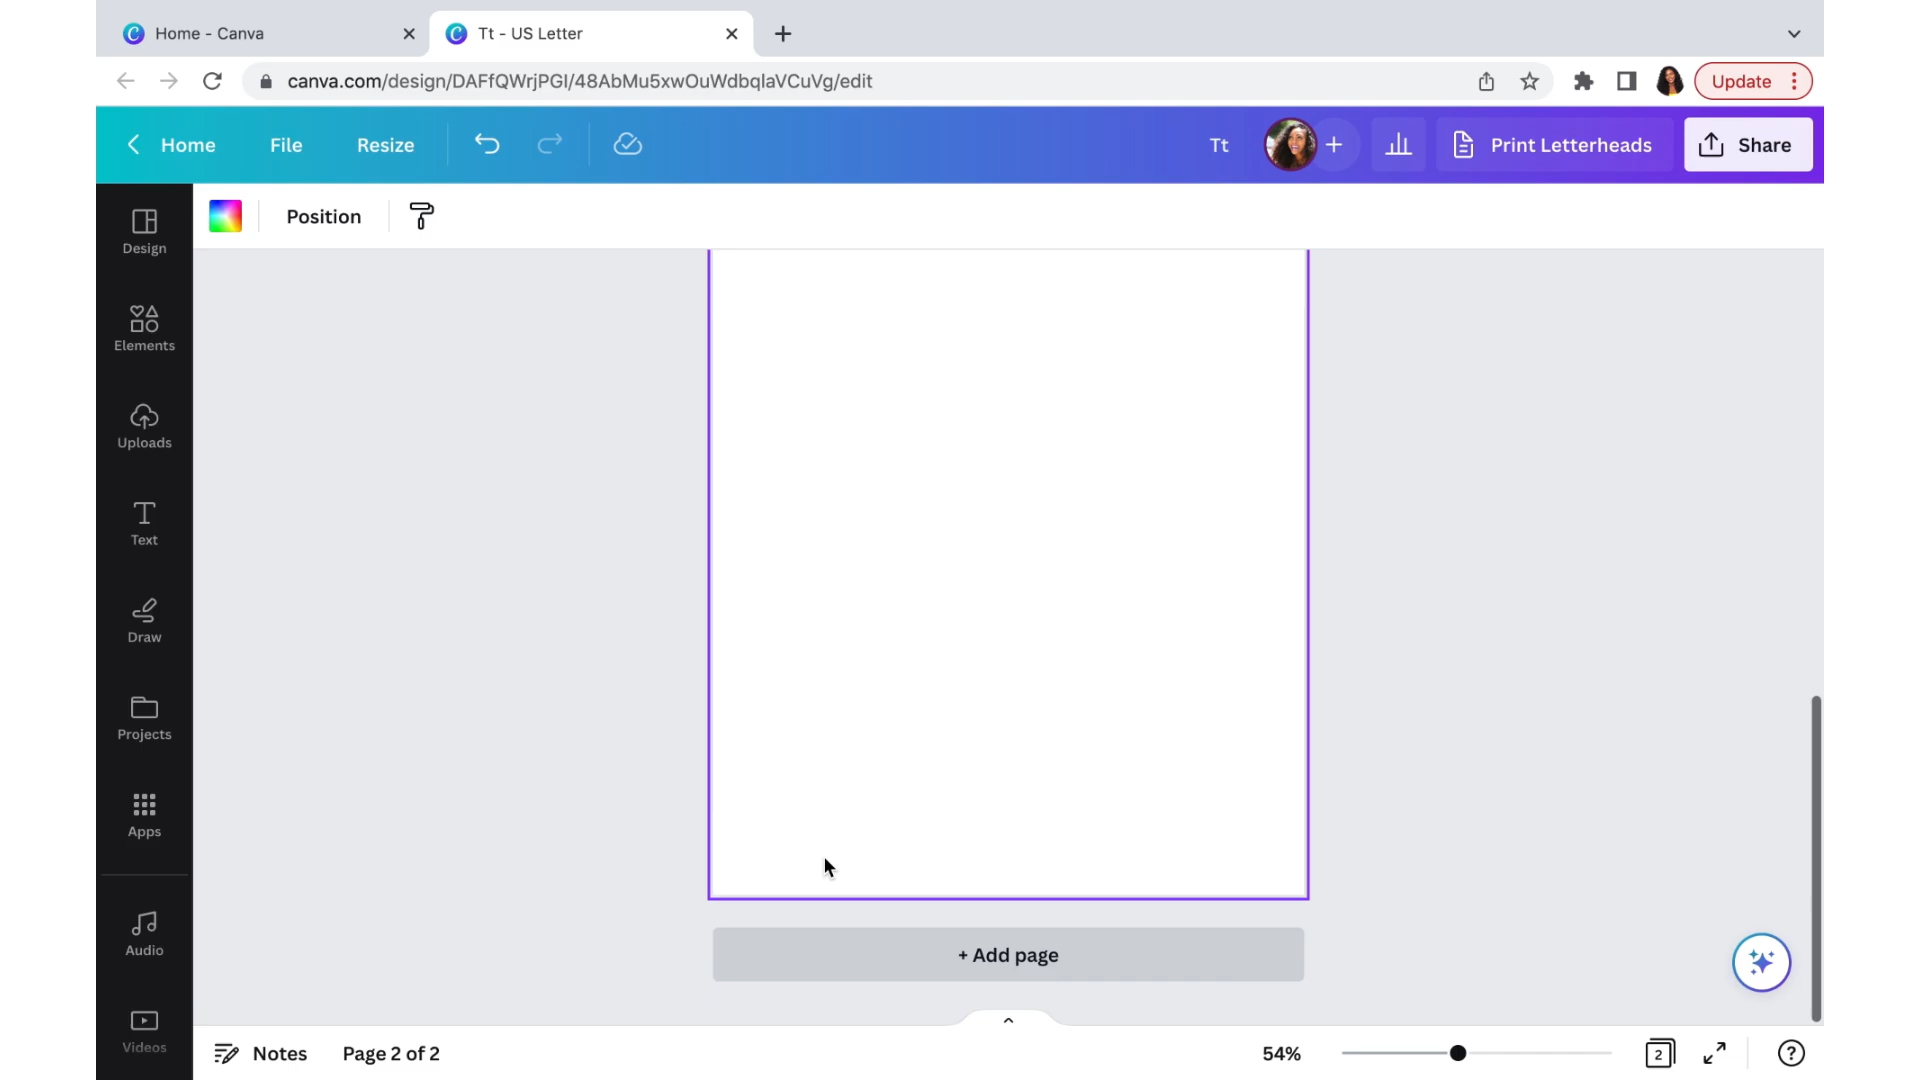 Home - Canva
Tt - US Letter
canva.com/design/DAFfQWrjPGI/48AbMu5xwOuWdbqlaVCuVg/edit
Update
Home
File
Resize
Tt
Print Letterheads
Share
Position
Design
Elements
Uploads
Text
Draw
Projects
Apps
Audio
Videos
+ Add page
Notes
Page 2 of 2
54%
2